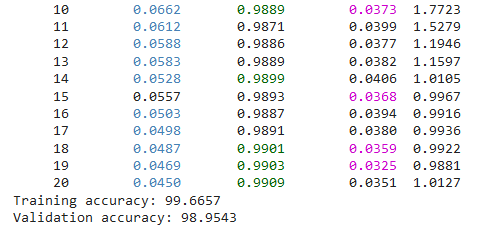 10 0.0662 0.9889 0.0373 1.7723
11 0.0612 0.9871 0.0399 1.5279
12 0.0588 0.9886 0.0377 1.1946
13 0.0583 0.9889 0.0382 1.1597
14 0.0528 0.9899 0.0406 1.0105
15 0.0557 0.9893 0.0368 0.9967
16 0.0503 0.9887 0.0394 0.9916
17 0.0498 0.9891 0.0380 0.9936
18 0.0487 0.9901 0.0359 0.9922
19 0.0469 0.9903 0.0325 0.9881
20 0.0450 0.9909 0.0351 1.0127
Training accuracy: 99.6657
Validation accuracy: 98.9543